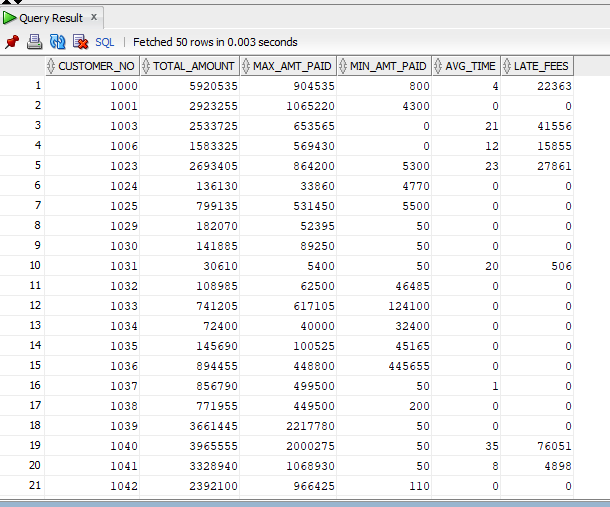 Query Result x
SQL | Fetched 50 rows in 0.003 seconds
CUSTOMER_NO TOTAL_AMOUNT MAX_AMT_PAID MIN_AMT_PAID AVG_TIME LATE_FEES
1 1000 5920535 904535 800 4 22363
2 1001 2923255 1065220 4300 0 0
3 1003 2533725 653565 0 21 41556
4 1006 1583325 569430 0 12 15855
5 1023 2693405 864200 5300 23 27861
6 1024 136130 33860 4770 0 0
7 1025 799135 531450 5500 0 0
8 1029 182070 52395 50 0 0
9 1030 141885 89250 50 0 0
10 1031 30610 5400 50 20 506
11 1032 108985 62500 46485 0 0
12 1033 741205 617105 124100 0 0
13 1034 72400 40000 32400 0 0
14 1035 145690 100525 45165 0 0
15 1036 894455 448800 445655 0 0
16 1037 856790 499500 50 1 0
17 1038 771955 449500 200 0 0
18 1039 3661445 2217780 50 0 0
19 1040 3965555 2000275 50 35 76051
20 1041 3328940 1068930 50 8 4898
21 1042 2392100 966425 110 0 0